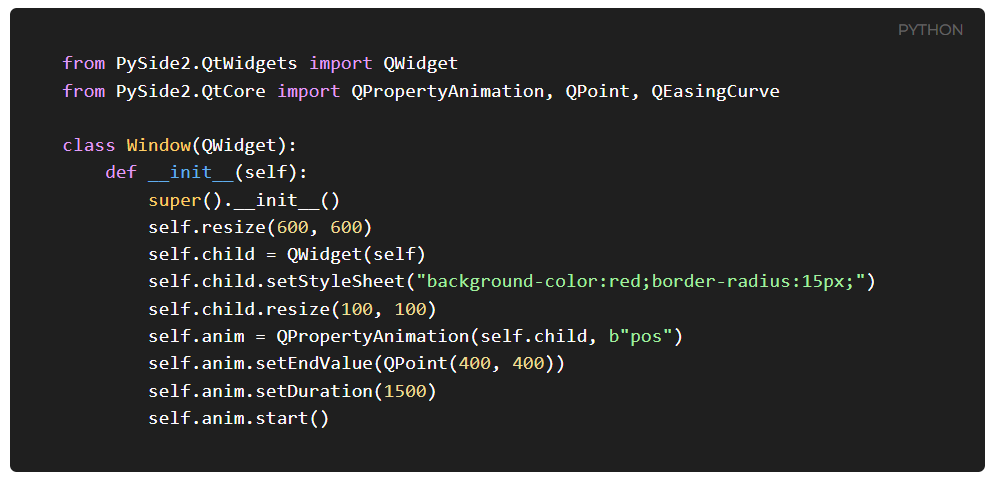 PYTHON
from PySide2.QtWidgets import QWidget
from PySide2.QtCore import QPropertyAnimation, QPoint, QEasingCurve
class Window(QWidget):
    def __init__(self):
        super().__init__()
        self.resize(600, 600)
        self.child = QWidget(self)
        self.child.setStyleSheet("background-color:red;border-radius:15px;")
        self.child.resize(100, 100)
        self.anim = QPropertyAnimation(self.child, b"pos")
        self.anim.setEndValue(QPoint(400, 400))
        self.anim.setDuration(1500)
        self.anim.start()